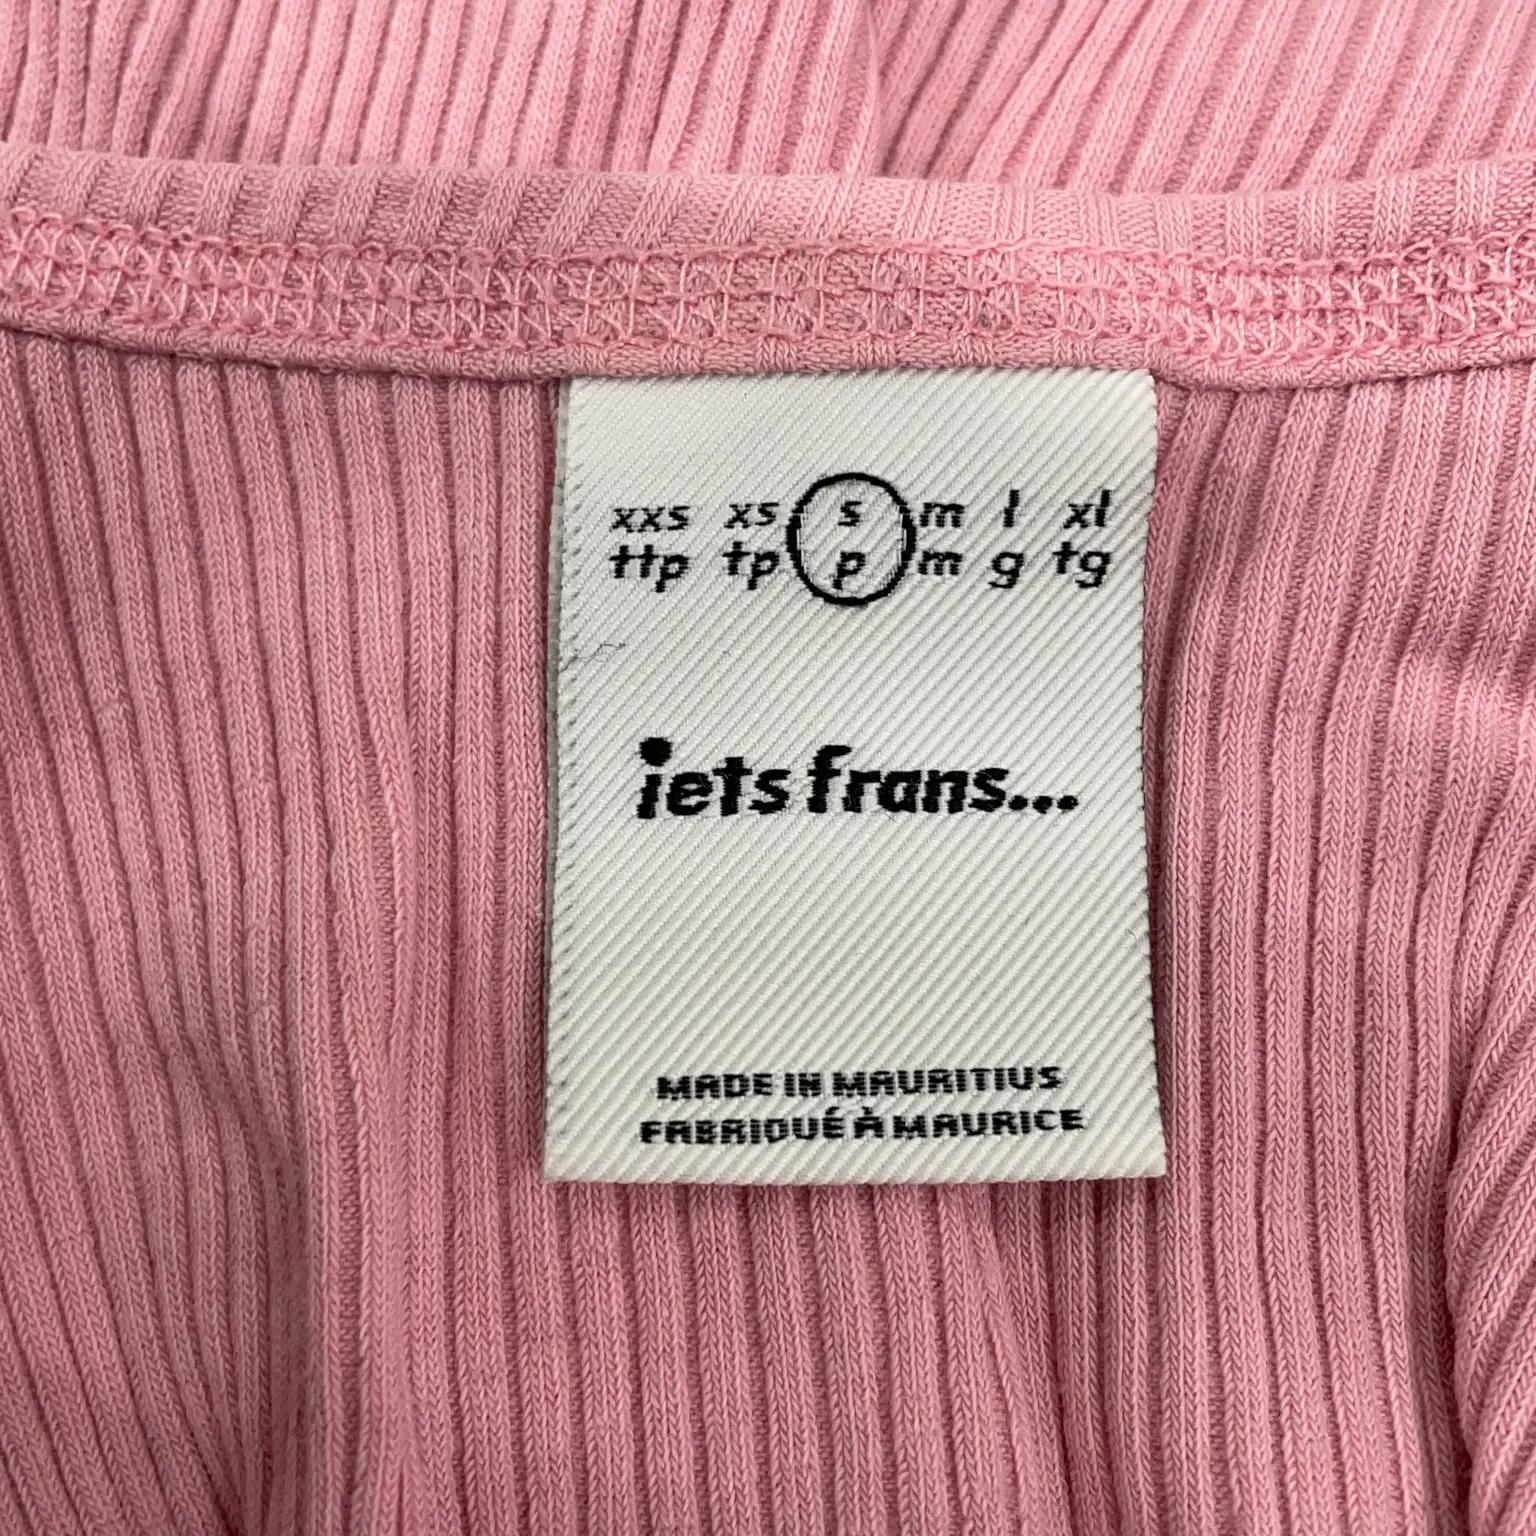 xxs xs s m l xl
ttp tp p m g tg
iets frans...
MADE IN MAURITIUS
FABRIQUÉ À MAURICE